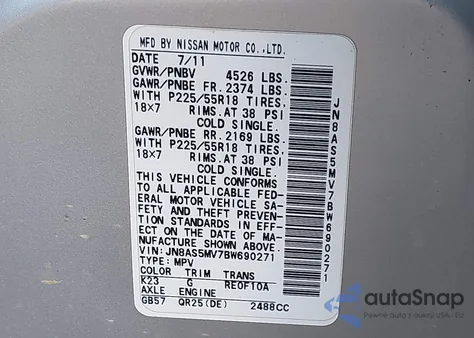 MFD BY NISSAN MOTOR CO.,LTD.
DATE 7/11
GVWR/PNBV 4526 LBS.
GAWR/PNBE FR. 2374 LBS.
WITH P225/55R18 TIRES.
18×7 RIMS.AT 38 PSI
COLD SINGLE.
GAWR/PNBE RR. 2169 LBS.
WITH P225/55R18 TIRES.
18×7 RIMS.AT 38 PSI
COLD SINGLE.
THIS VEHICLE CONFORMS
TO ALL APPLICABLE FED-
ERAL MOTOR VEHICLE SA-
FETY AND THEFT PREVEN-
TION STANDARDS IN EFF-
ECT ON THE DATE OF MA-
NUFACTURE SHOWN ABOVE.
VIN:JN8AS5MV7BW690271
TYPE: MPV
COLOR TRIM TRANS
K23 G RE0F10A
AXLE ENGINE
GB57 QR25(DE) 2488CC
JN8AS5MV7BW690271
autoSnap
VEHICLE HISTORY